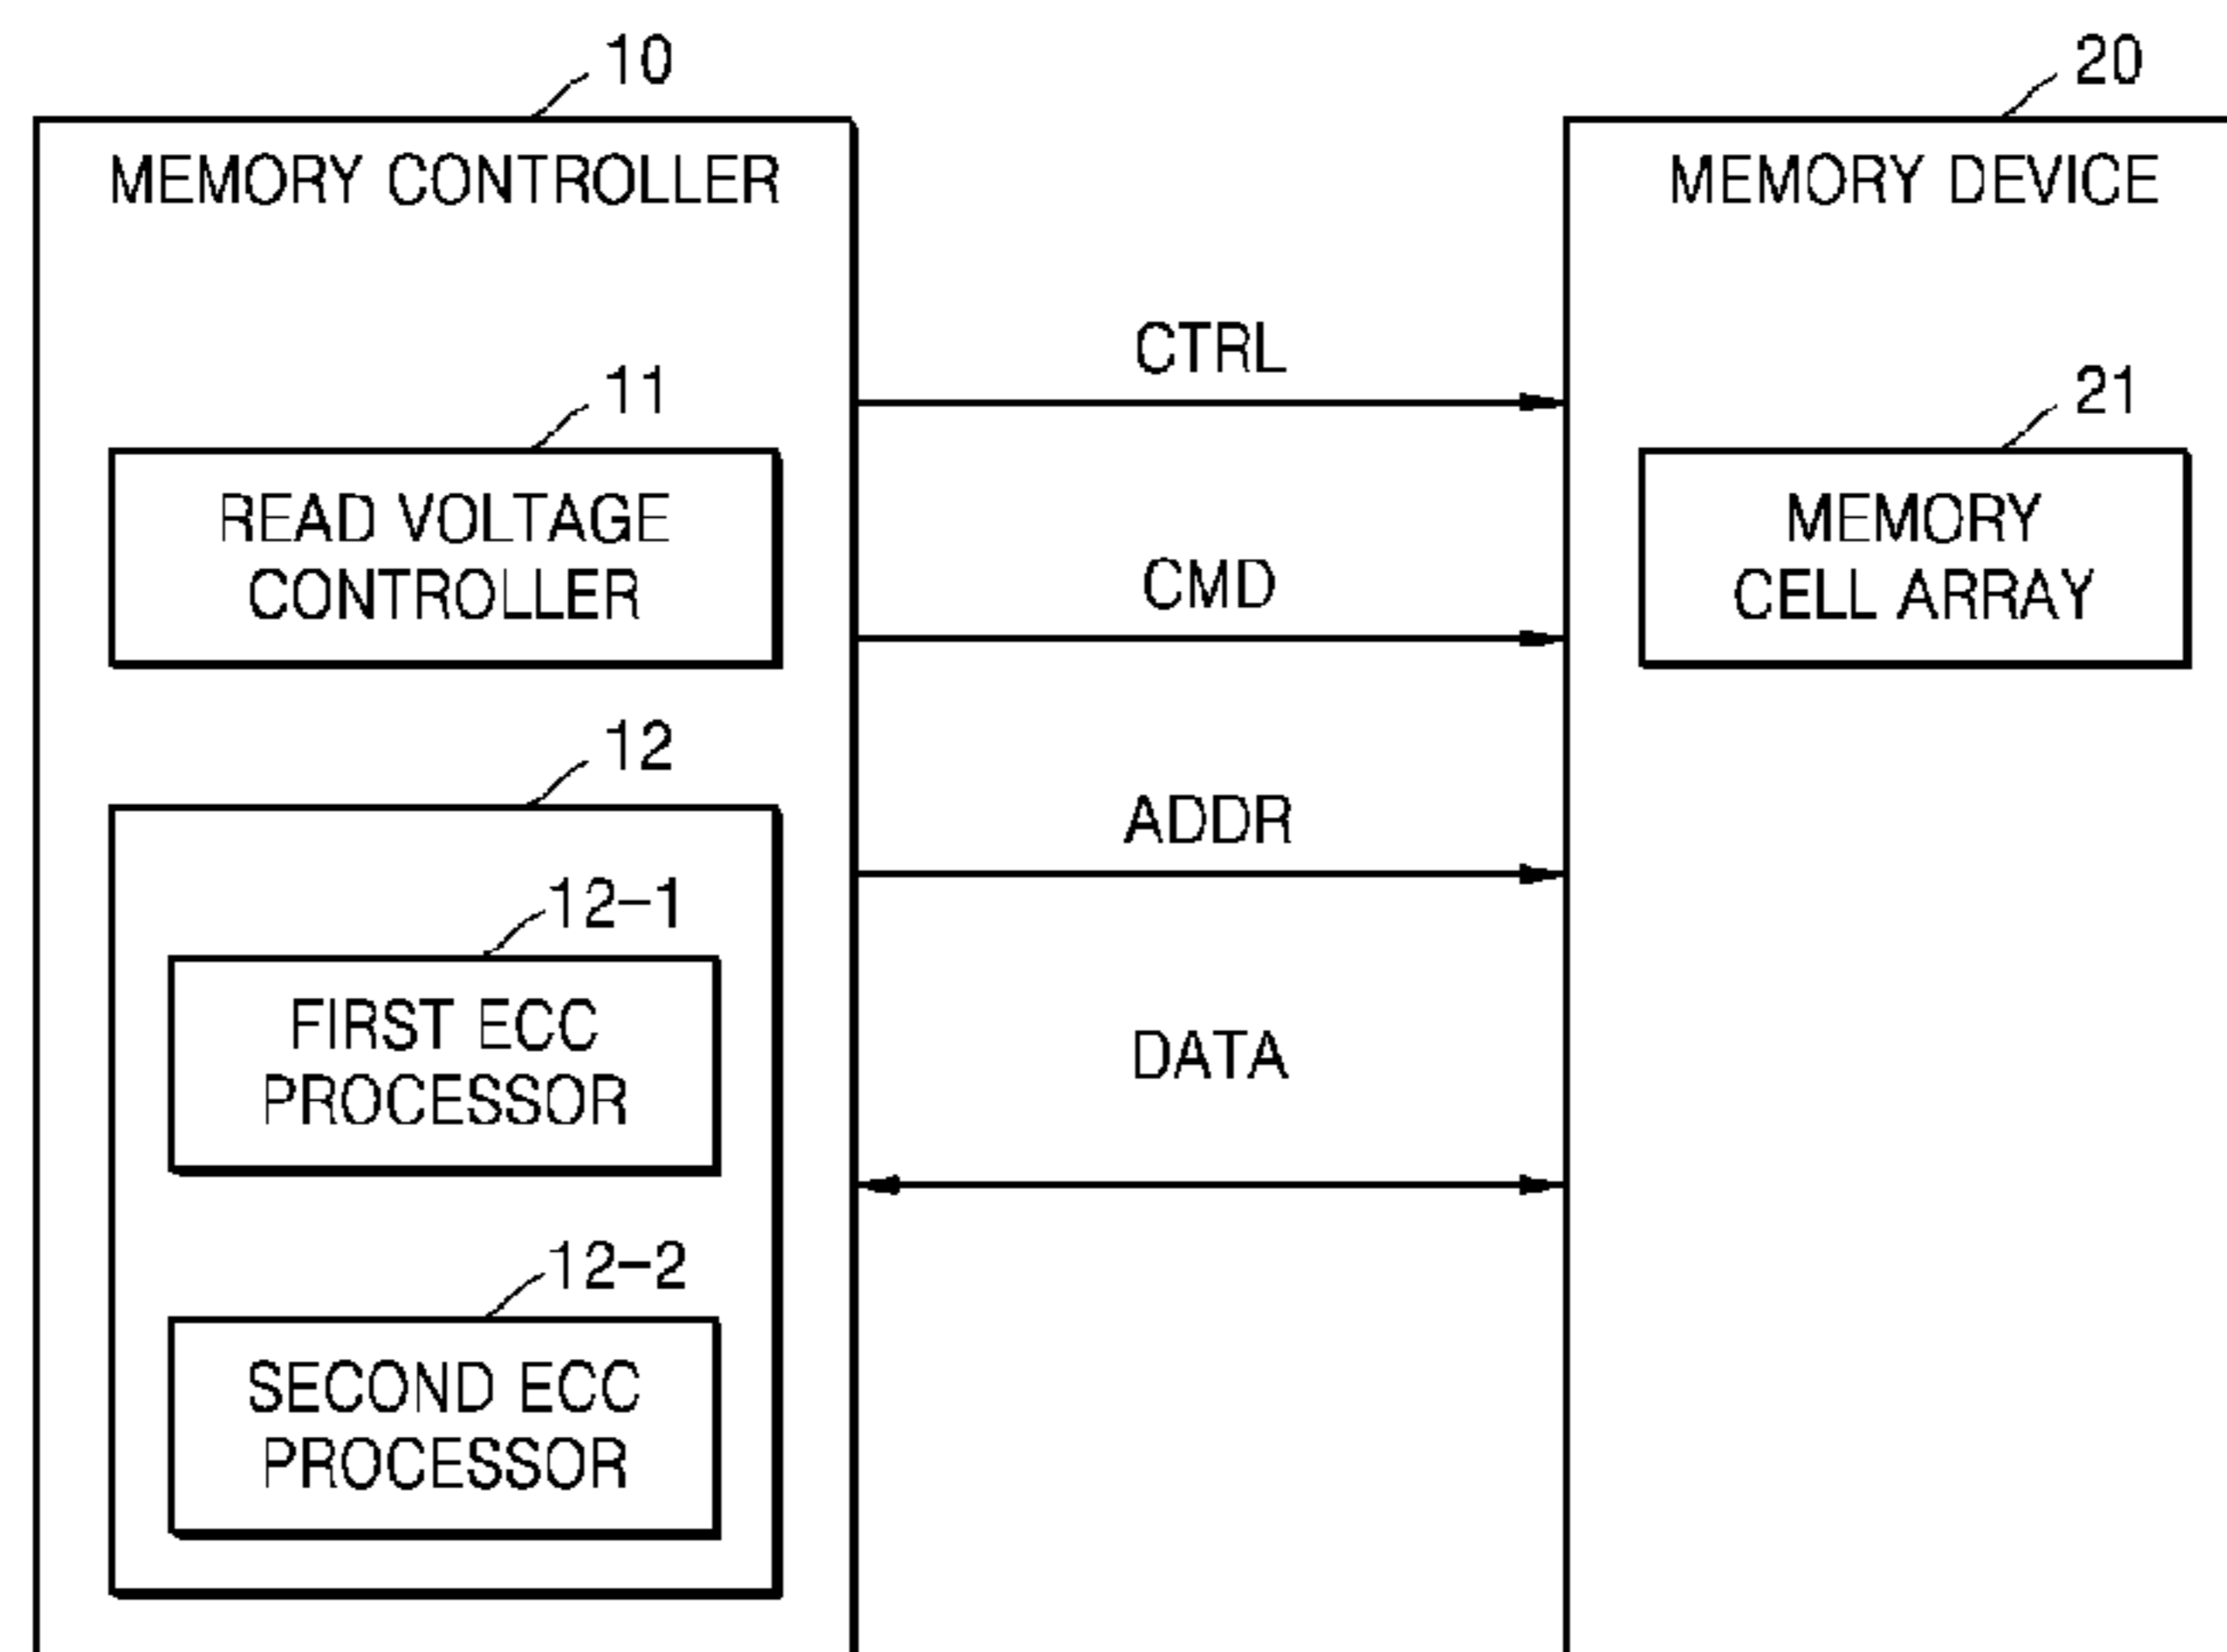 10
MEMORY CONTROLLER
11
READ VOLTAGE
CONTROLLER
12
12-1
FIRST ECC
PROCESSOR
12-2
SECOND ECC
PROCESSOR
CTRL
CMD
ADDR
DATA
20
MEMORY DEVICE
21
MEMORY
CELL ARRAY